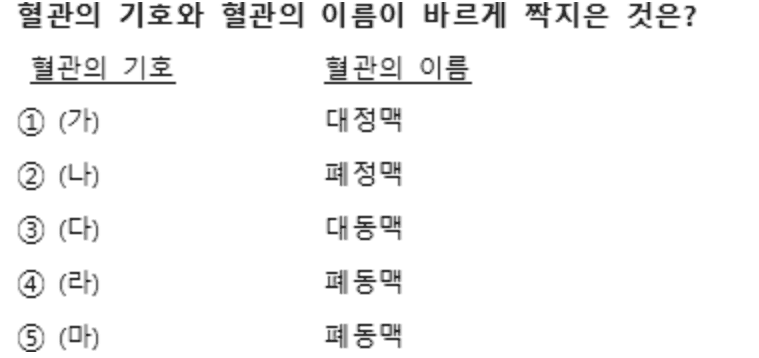 혈관의 기호와 혈관의 이름이 바르게 짝지은 것은?
혈관의 기호 혈관의 이름
① (가) 대정맥
② (나) 폐정맥
③ (다) 대동맥
④ (라) 폐동맥
⑤ (마) 폐동맥